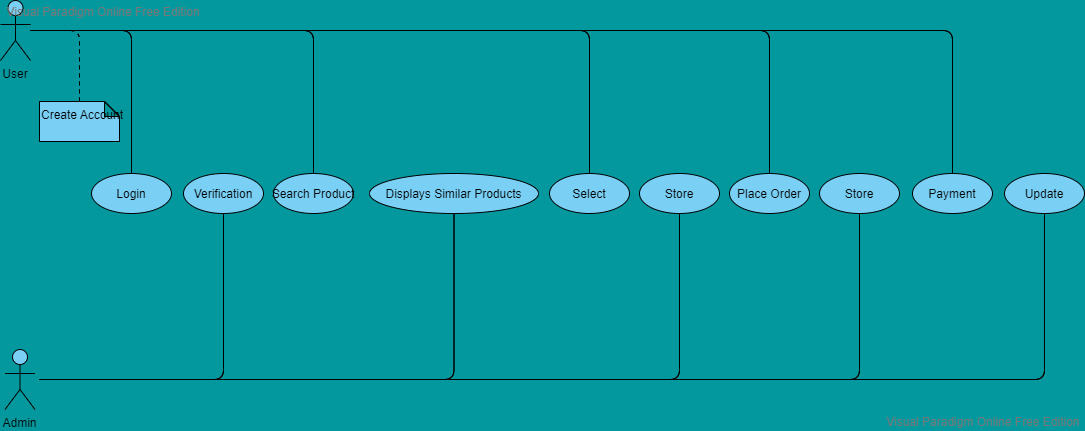 Visual Paradigm Online Free Edition
User
Create Account
Login
Verification
Search Product
Displays Similar Products
Select
Store
Place Order
Store
Payment
Update
Admin
Visual Paradigm Online Free Edition